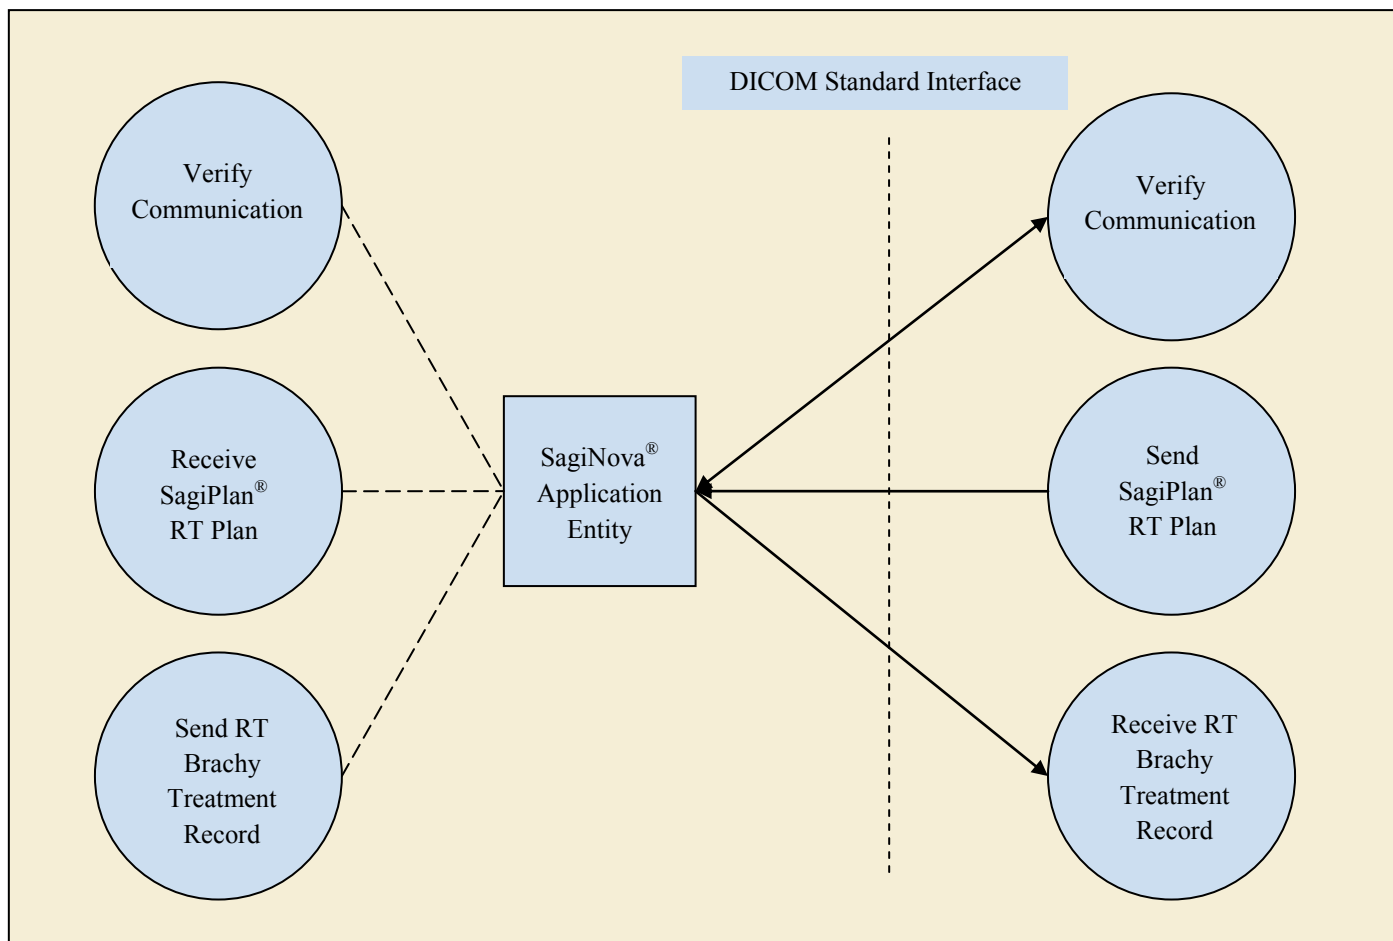 DICOM Standard Interface
Verify
Communication
Verify
Communication
Receive
SagiPlan®
RT Plan
SagiNova®
Application
Entity
Send
SagiPlan®
RT Plan
Send RT
Brachy
Treatment
Record
Receive RT
Brachy
Treatment
Record